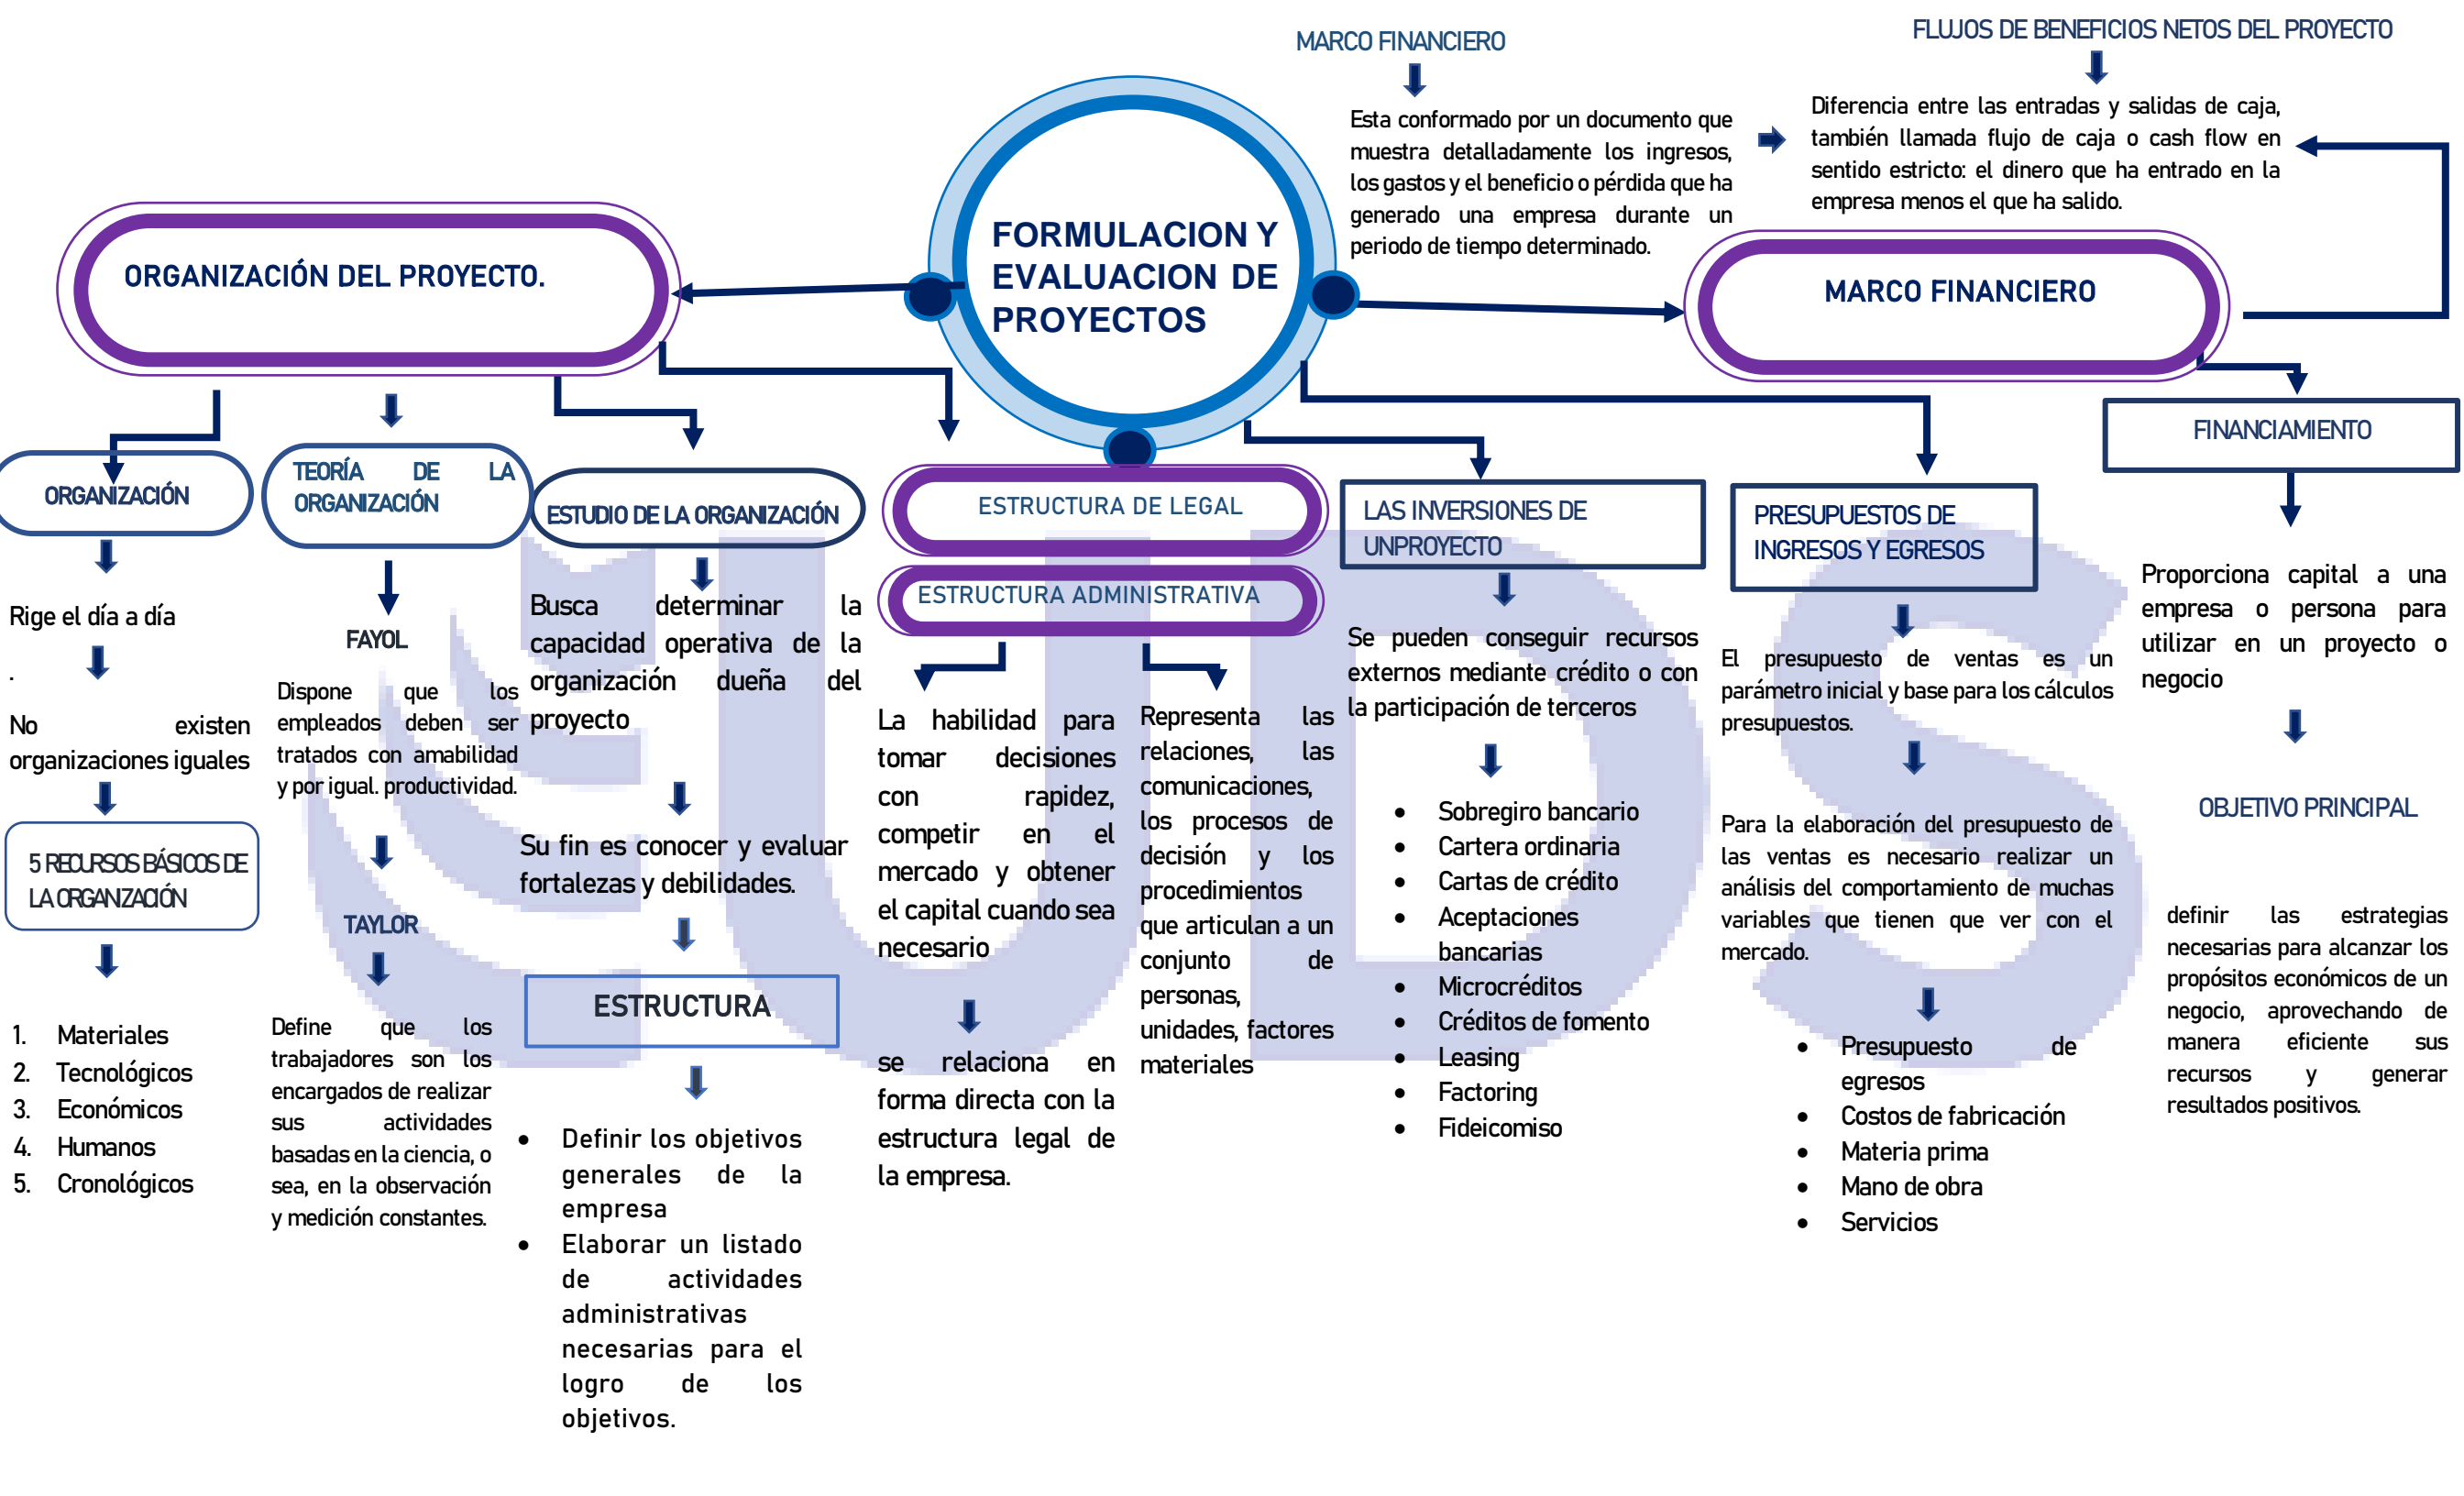 MARCO FINANCIERO
FLUJOS DE BENEFICIOS NETOS DEL PROYECTO
Esta conformado por un documento que
muestra detalladamente los ingresos,
los gastos y el beneficio o pérdida que ha
generado una empresa durante un
periodo de tiempo determinado.
Diferencia entre las entradas y salidas de caja,
también llamada flujo de caja o cash flow en
sentido estricto: el dinero que ha entrado en la
empresa menos el que ha salido.
FORMULACION Y
EVALUACION DE
PROYECTOS
ORGANIZACIÓN DEL PROYECTO.
MARCO FINANCIERO
ORGANIZACIÓN
Rige el día a día
.
No existen
organizaciones iguales
5 RECURSOS BÁSICOS DE
LA ORGANIZACIÓN
1. Materiales
2. Tecnológicos
3. Económicos
4. Humanos
5. Cronológicos
TEORÍA DE LA
ORGANIZACIÓN
FAYOL
Dispone que los
empleados deben ser
tratados con amabilidad
y por igual. productividad.
TAYLOR
Define que los
trabajadores son los
encargados de realizar
sus actividades
basadas en la ciencia, o
sea, en la observación
y medición constantes.
ESTUDIO DE LA ORGANIZACIÓN
Busca determinar la
capacidad operativa de la
organización dueña del
proyecto
Su fin es conocer y evaluar
fortalezas y debilidades.
ESTRUCTURA
• Definir los objetivos
generales de la
empresa
• Elaborar un listado
de actividades
administrativas
necesarias para el
logro de los
objetivos.
ESTRUCTURA DE LEGAL
ESTRUCTURA ADMINISTRATIVA
La habilidad para
tomar decisiones
con rapidez,
competir en el
mercado y obtener
el capital cuando sea
necesario
se relaciona en
forma directa con la
estructura legal de
la empresa.
Representa las
relaciones, las
comunicaciones,
los procesos de
decisión y los
procedimientos
que articulan a un
conjunto de
personas,
unidades, factores
materiales
LAS INVERSIONES DE
UNPROYECTO
Se pueden conseguir recursos
externos mediante crédito o con
la participación de terceros
• Sobregiro bancario
• Cartera ordinaria
• Cartas de crédito
• Aceptaciones
bancarias
• Microcréditos
• Créditos de fomento
• Leasing
• Factoring
• Fideicomiso
PRESUPUESTOS DE
INGRESOS Y EGRESOS
El presupuesto de ventas es un
parámetro inicial y base para los cálculos
presupuestos.
Para la elaboración del presupuesto de
las ventas es necesario realizar un
análisis del comportamiento de muchas
variables que tienen que ver con el
mercado.
• Presupuesto de
egresos
• Costos de fabricación
• Materia prima
• Mano de obra
• Servicios
FINANCIAMIENTO
Proporciona capital a una
empresa o persona para
utilizar en un proyecto o
negocio
OBJETIVO PRINCIPAL
definir las estrategias
necesarias para alcanzar los
propósitos económicos de un
negocio, aprovechando de
manera eficiente sus
recursos y generar
resultados positivos.
UDS